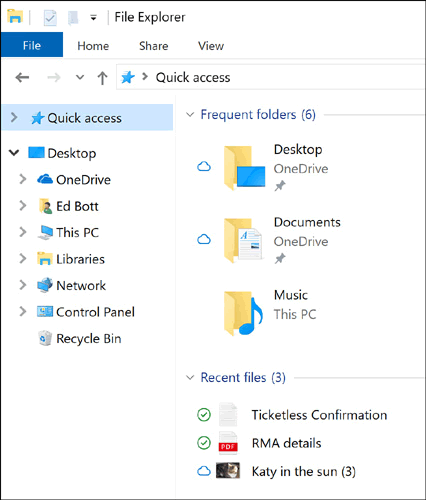 File Explorer
File Home Share View
Quick access
Quick access
Desktop
OneDrive
Ed Bott
This PC
Libraries
Network
Control Panel
Recycle Bin
Frequent folders (6)
Desktop
OneDrive
Documents
OneDrive
Music
This PC
Recent files (3)
Ticketless Confirmation
PDF RMA details
Katy in the sun (3)